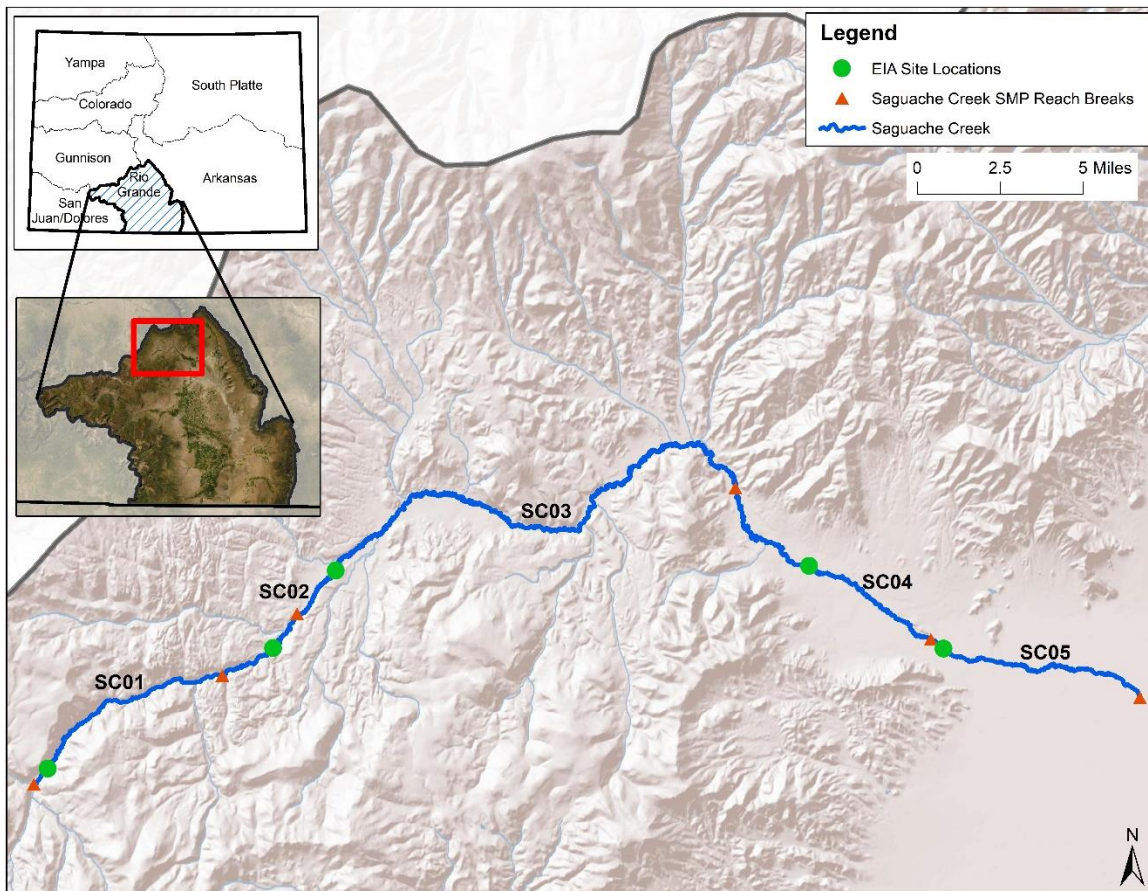 Yampa
South Platte
Colorado
Gunnison
Rio
Grande
Arkansas
San
Juan/Dolores
Legend
EIA Site Locations
Saguache Creek SMP Reach Breaks
Saguache Creek
0 2.5 5 Miles
SC03
SC02
SC04
SC05
SC01
N